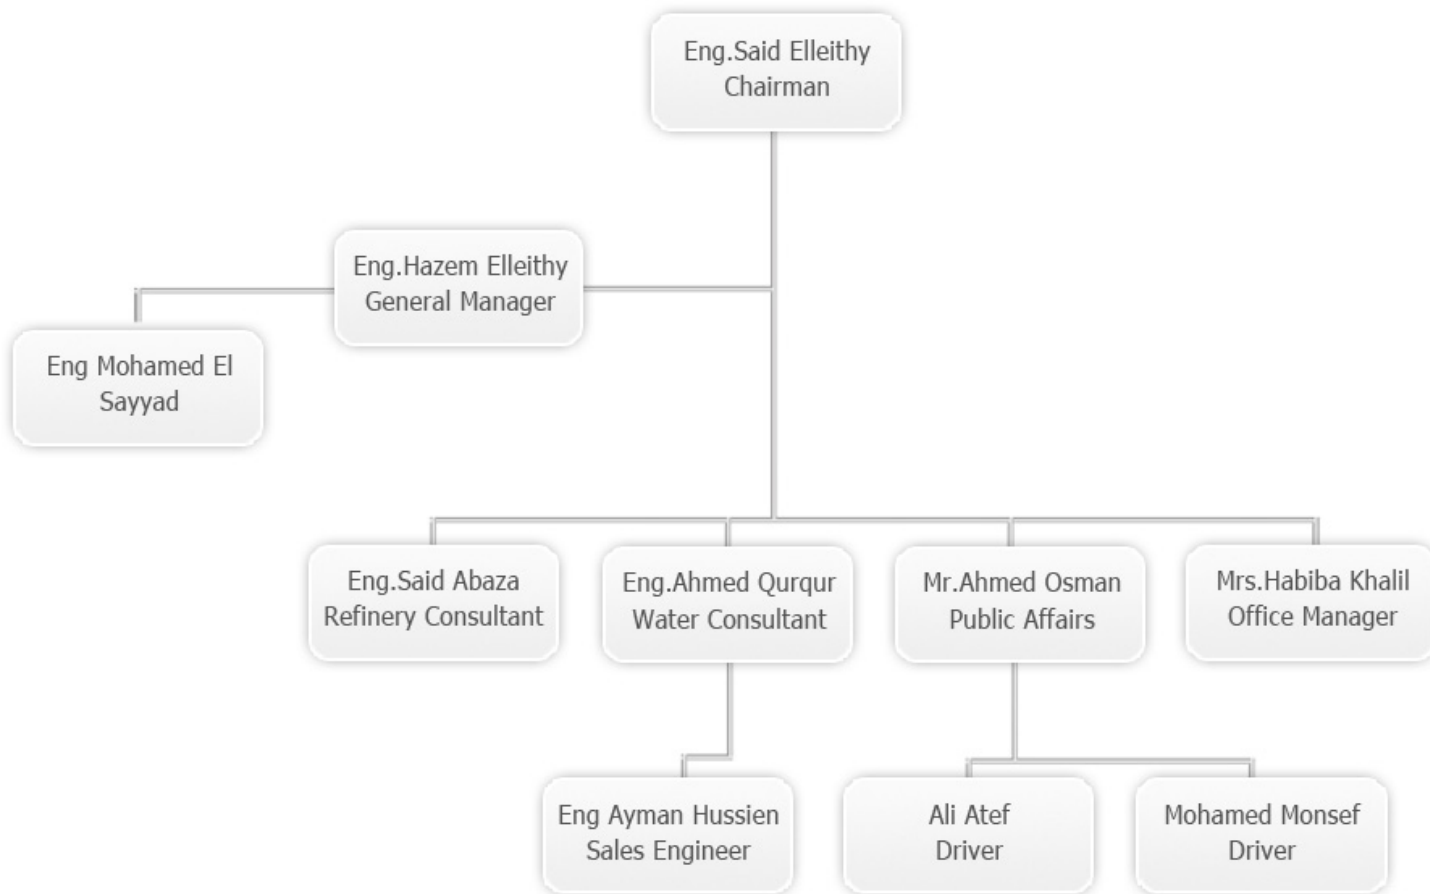 Eng.Said Elleithy
Chairman
Eng.Hazem Elleithy
General Manager
Eng Mohamed El
Sayyad
Eng.Said Abaza
Refinery Consultant
Eng.Ahmed Qurqur
Water Consultant
Mr.Ahmed Osman
Public Affairs
Mrs.Habiba Khalil
Office Manager
Eng Ayman Hussien
Sales Engineer
Ali Atef
Driver
Mohamed Monsef
Driver